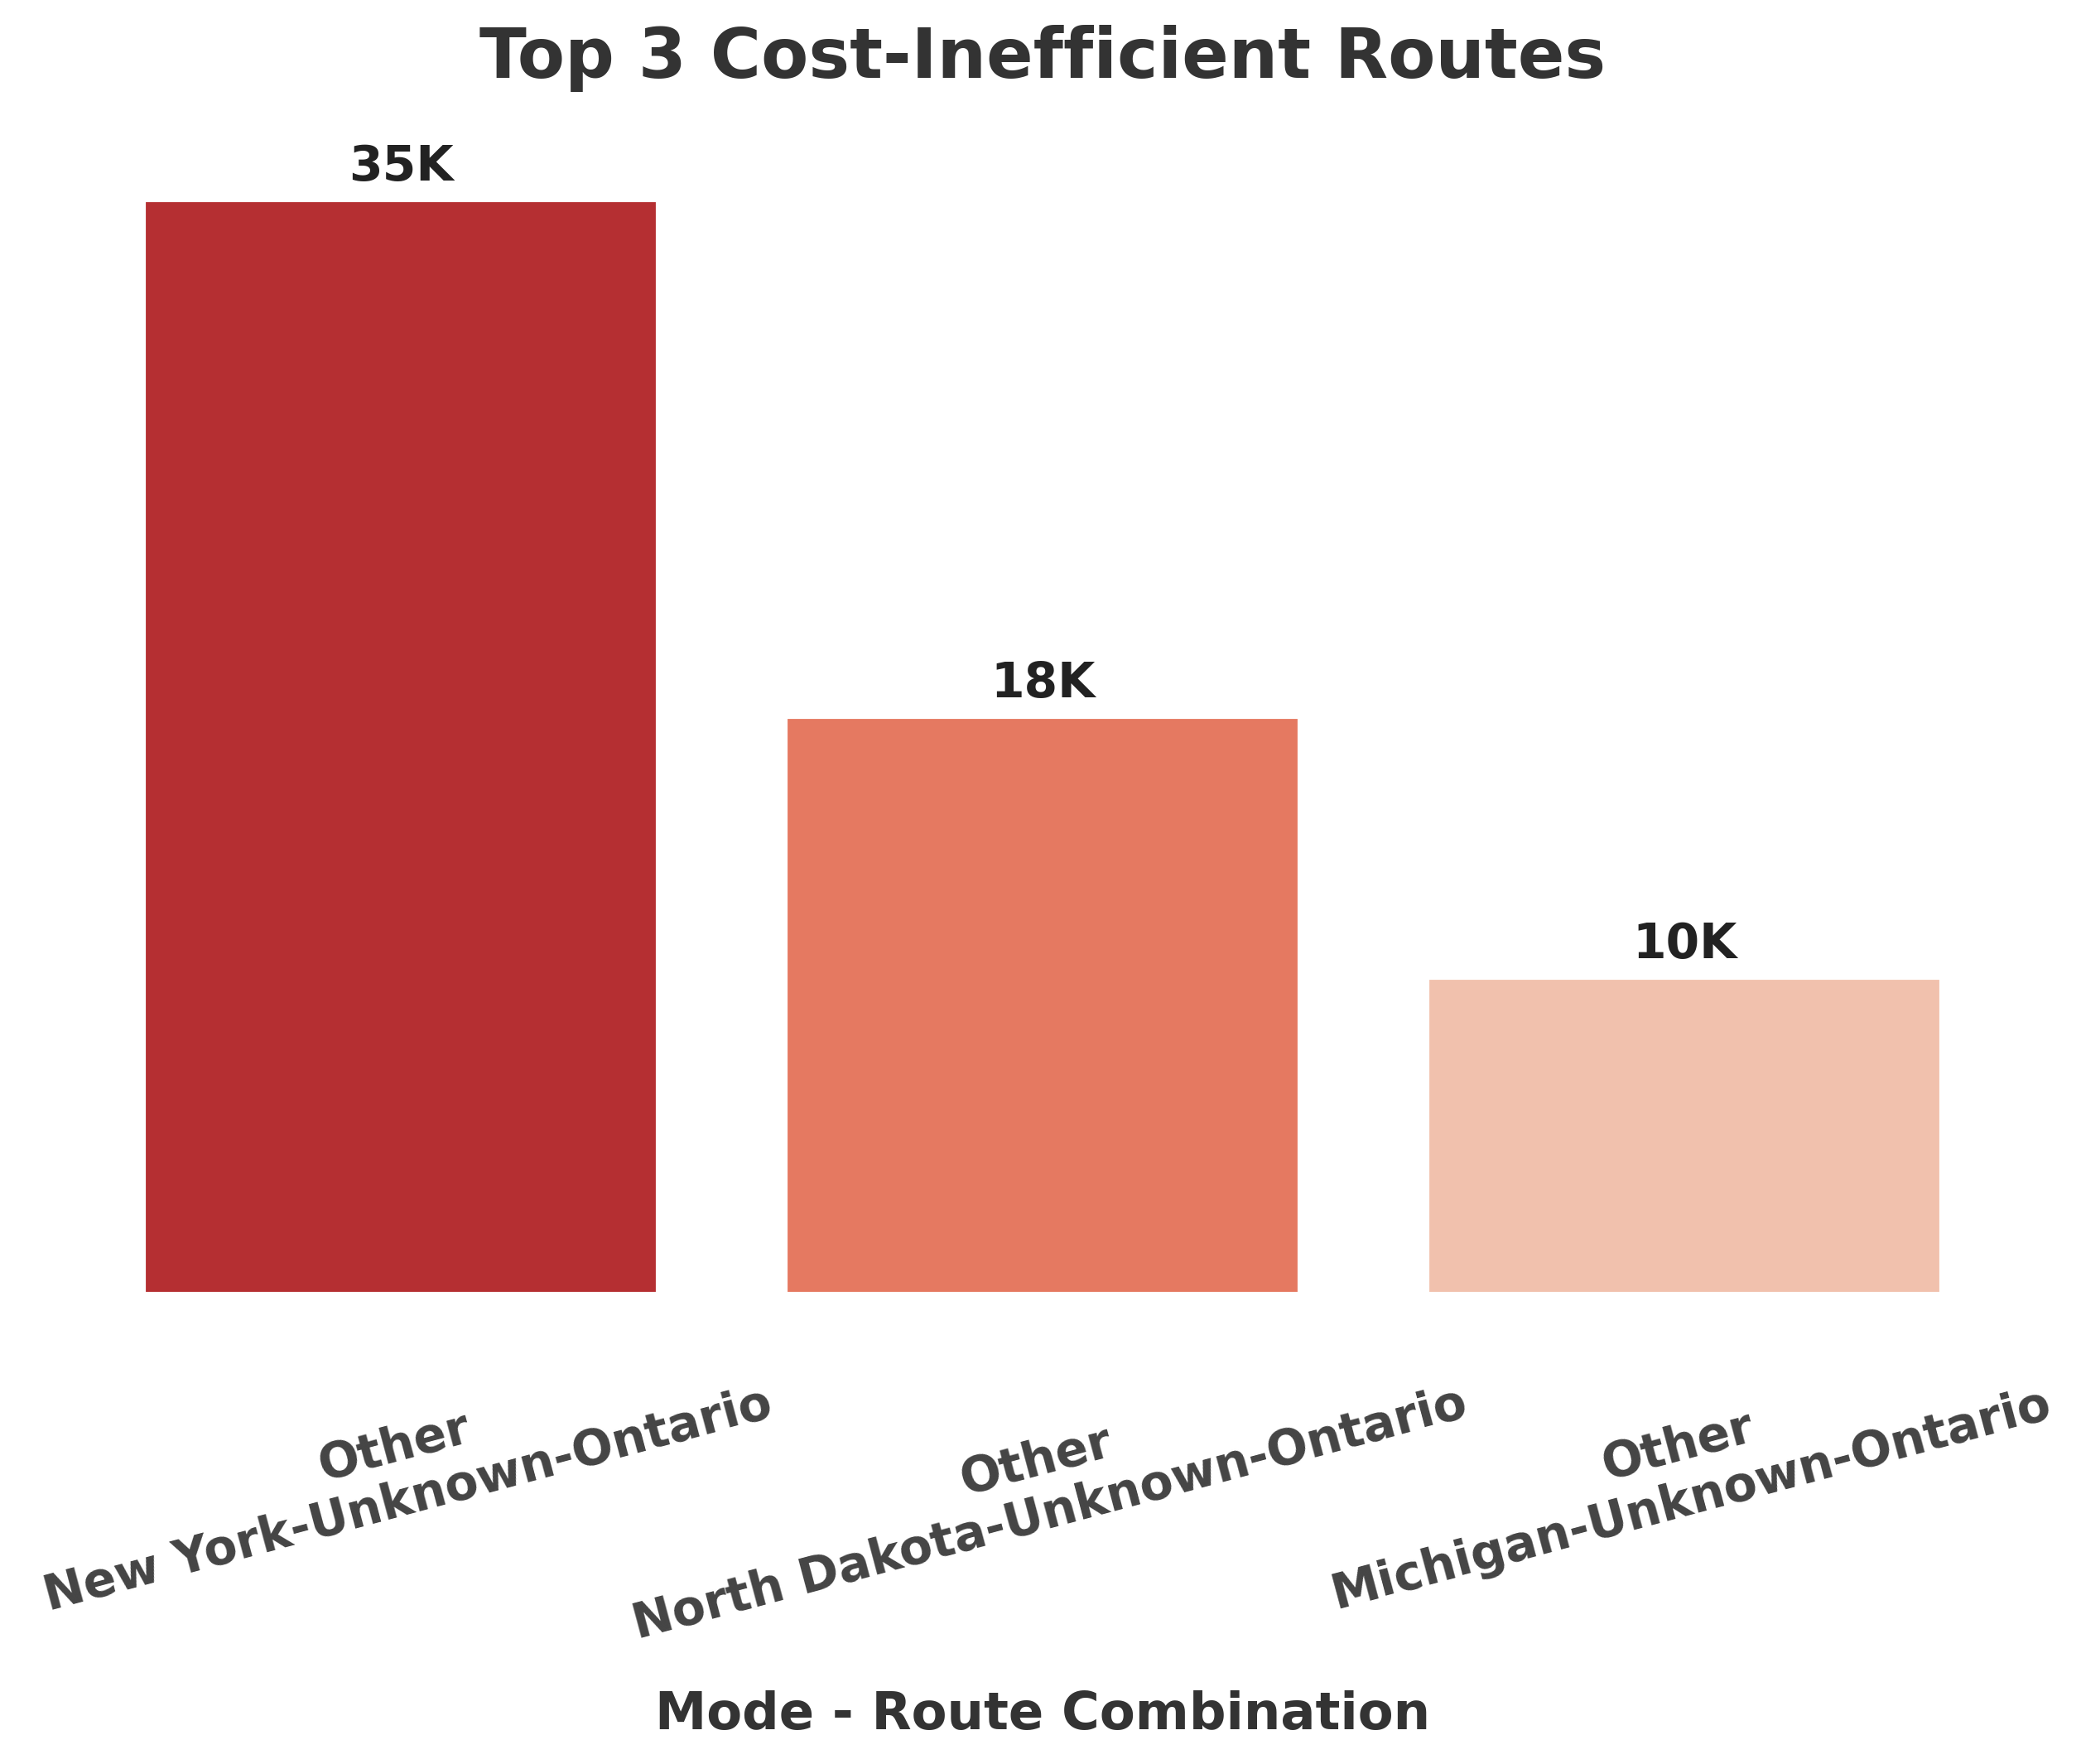 Top 3 Cost-Inefficient Routes
35K
18K
10K
Other
New York-Unknown-Ontario
Other
North Dakota-Unknown-Ontario
Other
Michigan-Unknown-Ontario
Mode - Route Combination